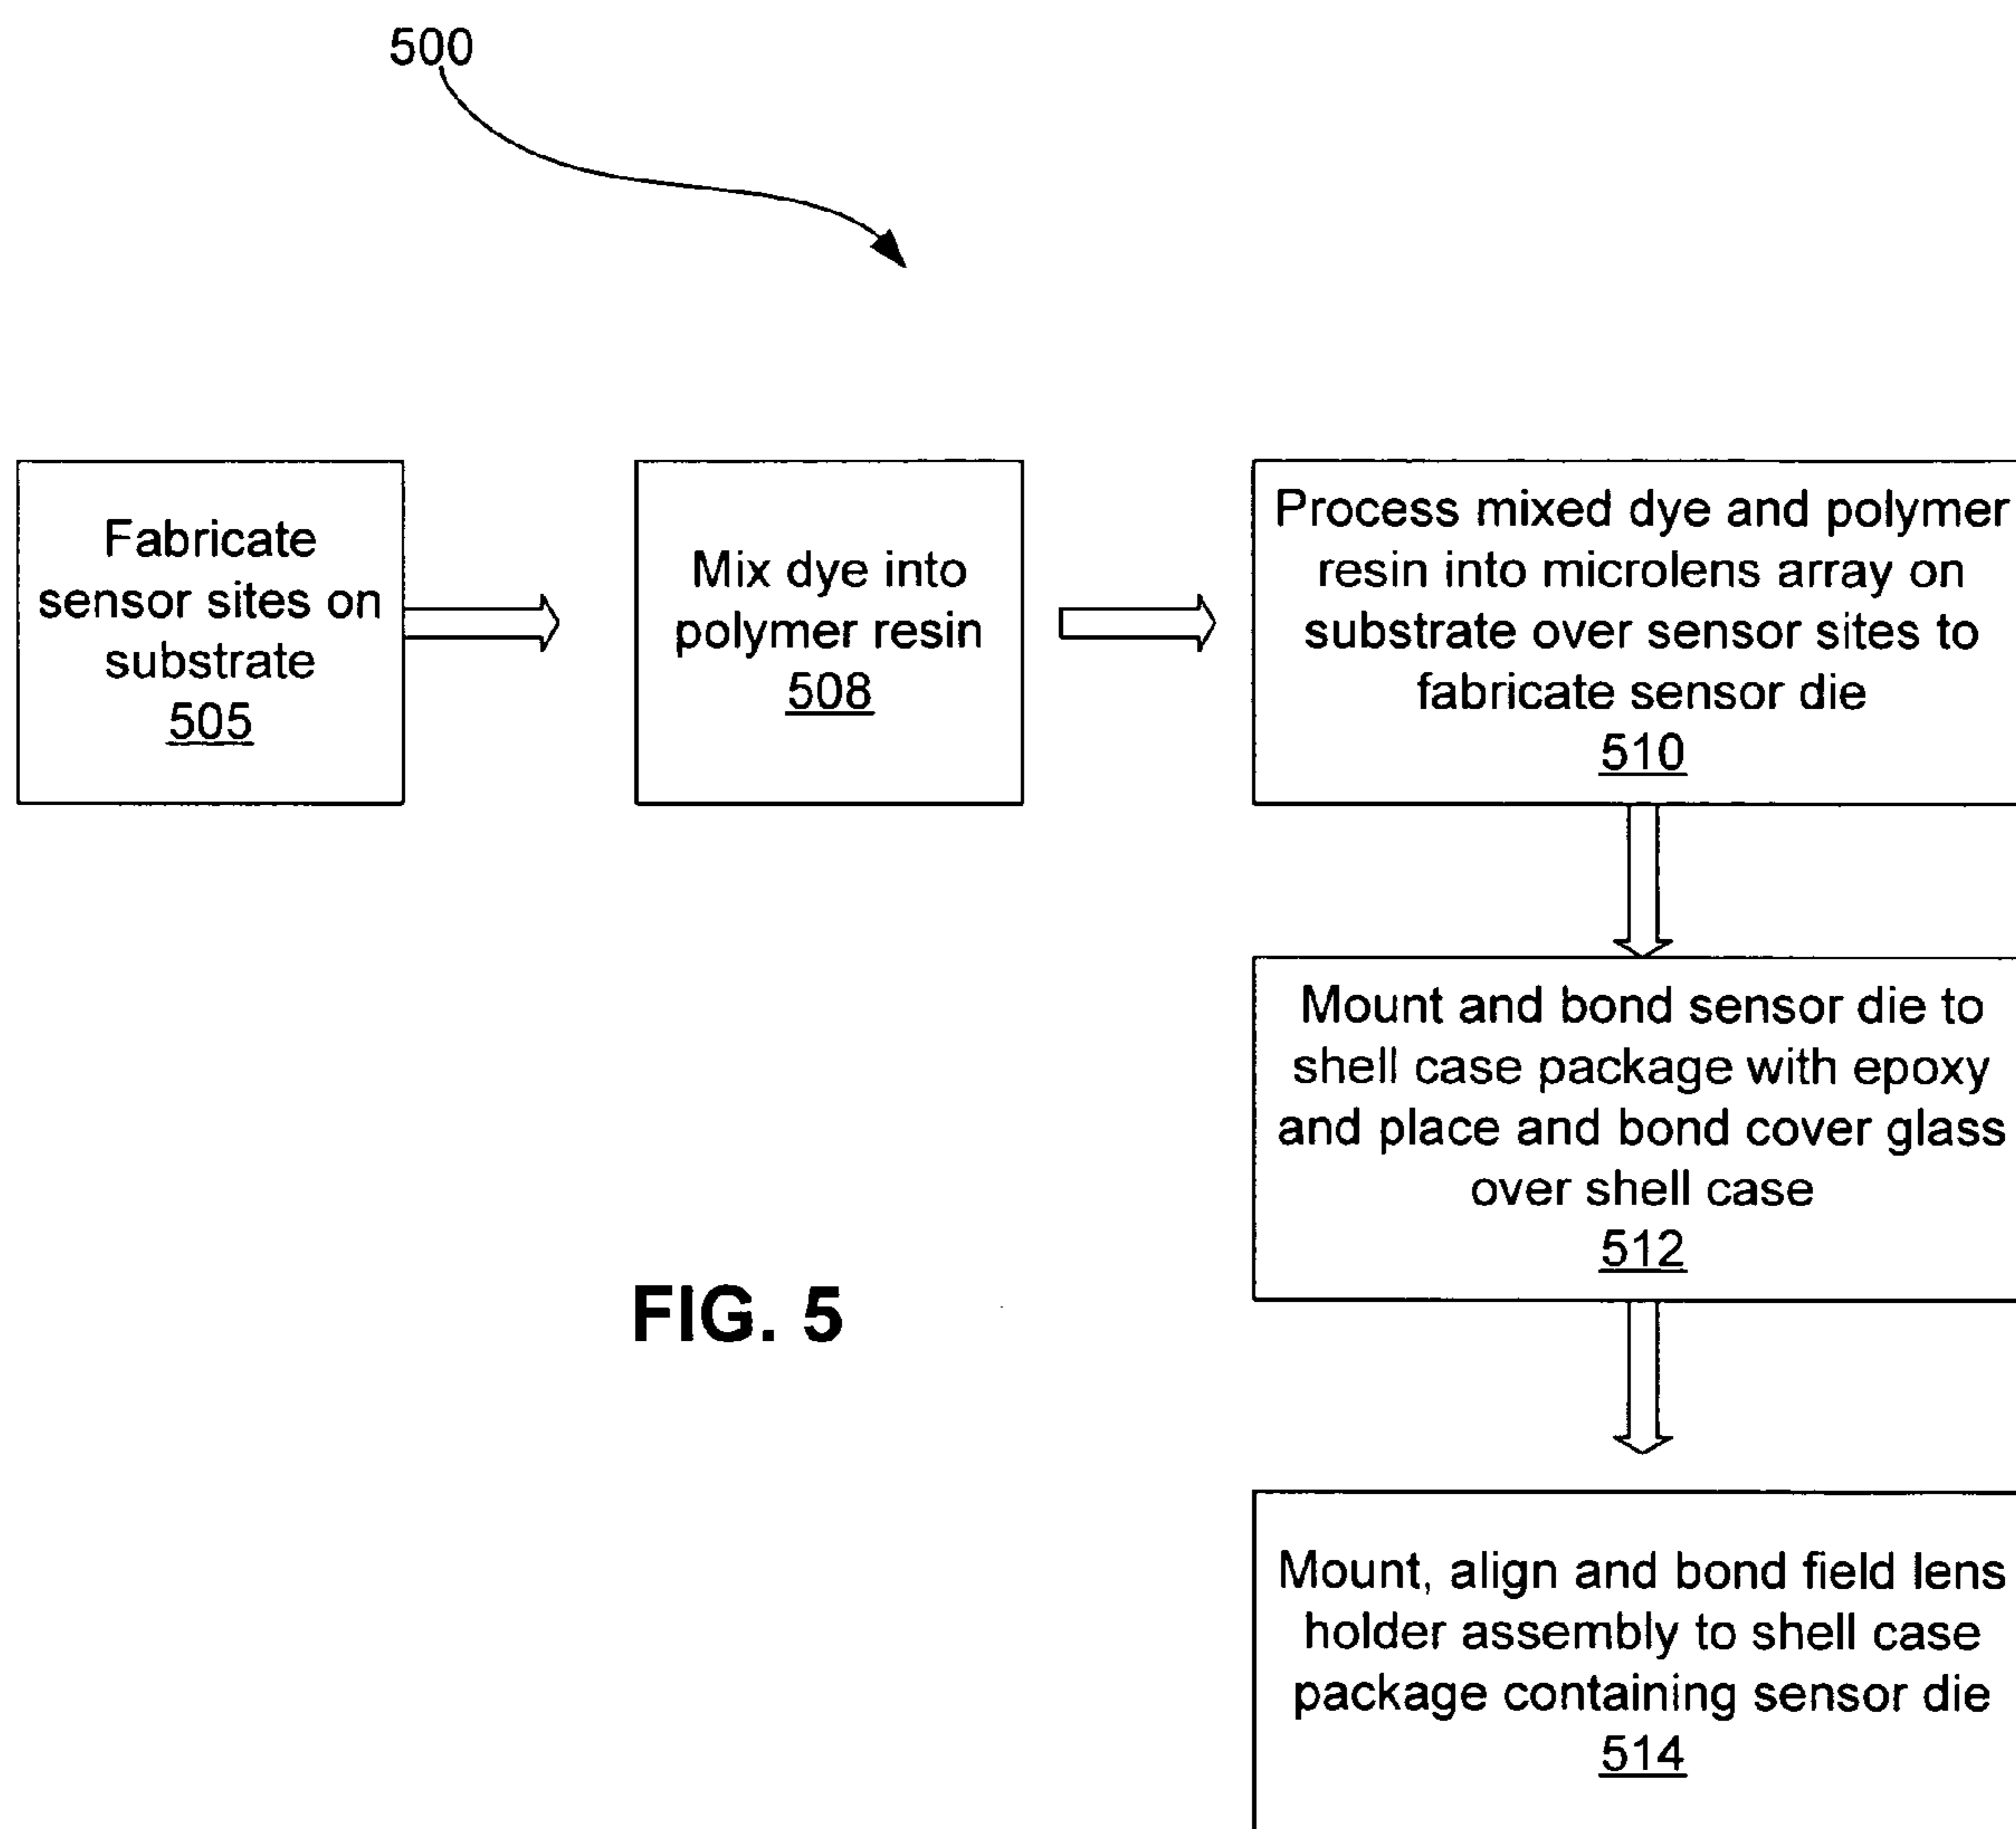 500
Fabricate
sensor sites on
substrate
505
Mix dye into
polymer resin
508
Process mixed dye and polymer
resin into microlens array on
substrate over sensor sites to
fabricate sensor die
510
Mount and bond sensor die to
shell case package with epoxy
and place and bond cover glass
over shell case
512
FIG. 5
Mount, align and bond field lens
holder assembly to shell case
package containing sensor die
514